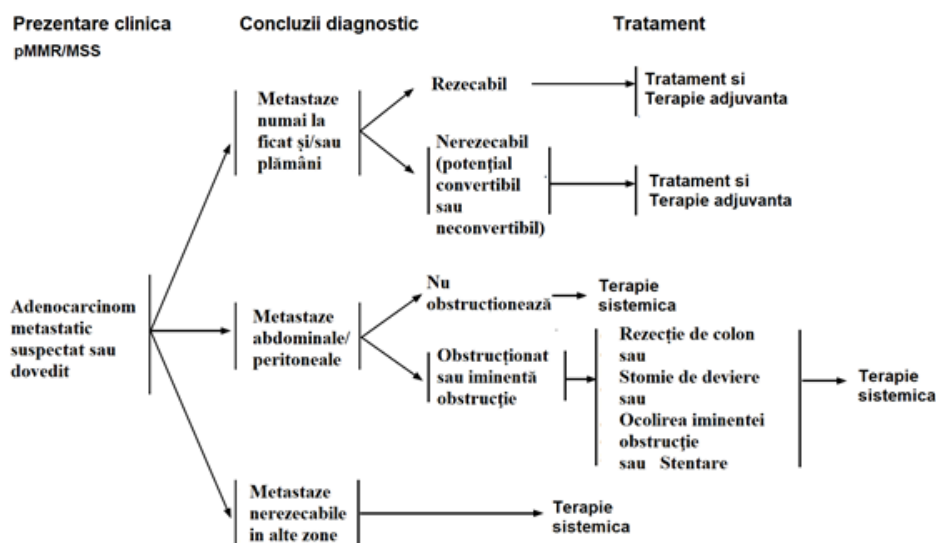 Prezentare clinica
pMMR/MSS
Concluzii diagnostic
Tratament
Adenocarcinom
metastatic
suspectat sau
dovedit
Metastaze
numai la
ficat și/sau
plămâni
Rezecabil
Tratament si
Terapie adjuvanta
Nerezecabil
(potențial
convertibil
sau
neconvertibil)
Tratament si
Terapie adjuvanta
Metastaze
abdominale/
peritoneale
Nu
obstructionează
Terapie
sistemica
Obstrucționat
sau iminentă
obstrucție
Rezecție de colon
sau
Stomie de deviere
sau
Ocolirea iminentei
obstrucție
sau Stentare
Terapie
sistemica
Metastaze
nerezecabile
in alte zone
Terapie
sistemica